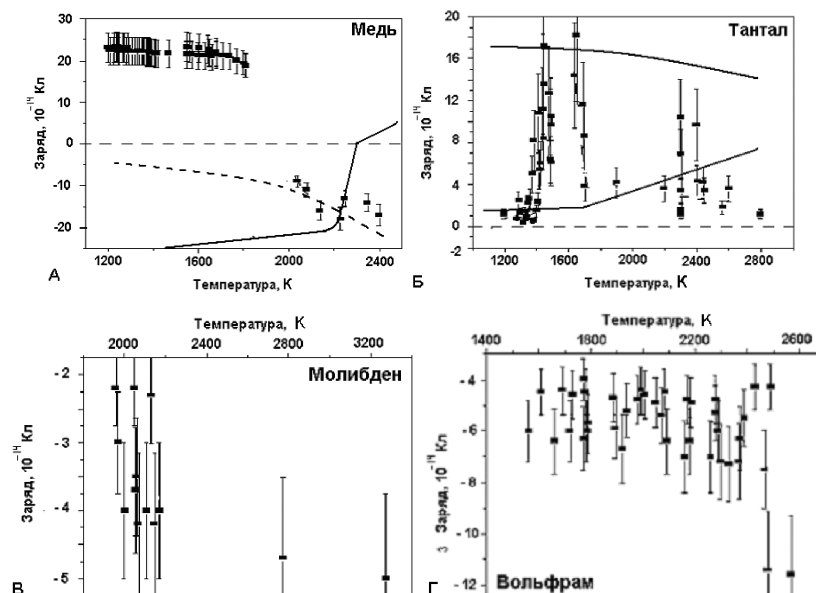 Медь
Заряд, 10⁻¹⁴ Кл
30
20
10
0
-10
-20
1200 1600 2000 2400
Температура, К
А
Тантал
Заряд, 10⁻¹⁴ Кл
20
16
12
8
4
0
2
1200 1600 2000 2400 2800
Температура, К
Б
Температура, К
2000 2400 2800 3200
Молибден
Заряд, 10⁻¹⁴ Кл
-2
-3
-4
-5
В
Температура, К
1400 1800 2200 2600
Заряд, 10⁻¹⁴ Кл
з
-4
-6
-8
-10
-12
Вольфрам
Г